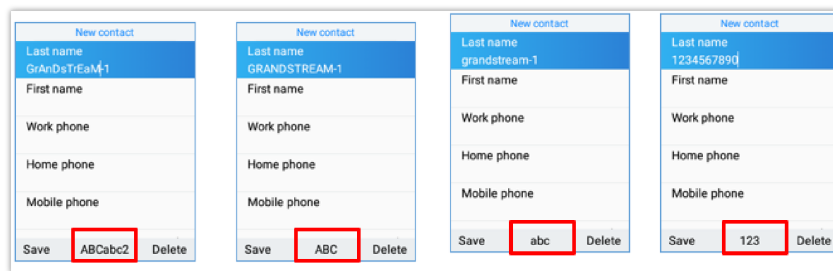 New contact
Last name
GrAnDsTrEaM-1
First name
Work phone
Home phone
Mobile phone
Save ABCabc2 Delete
New contact
Last name
GRANDSTREAM-1
First name
Work phone
Home phone
Mobile phone
Save ABC Delete
New contact
Last name
grandstream-1
First name
Work phone
Home phone
Mobile phone
Save abc Delete
New contact
Last name
1234567890
First name
Work phone
Home phone
Mobile phone
Save 123 Delete